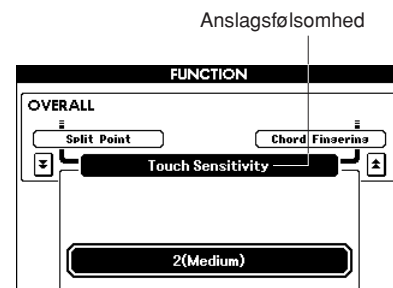 Anslagsfølsomhed
FUNCTION
OVERALL
Split Point Chord Fingering
Touch Sensitivity
2(Medium)